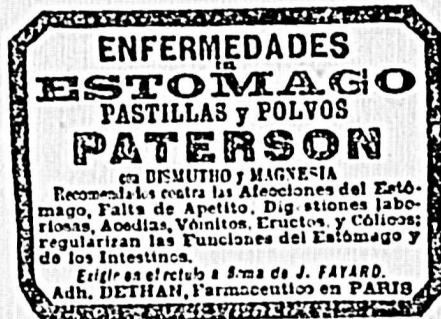 ENFERMEDADES
ESTOMAGO
PASTILLAS y POLVOS
PATERSON
con BISMUTHO y MAGNESIA
Recomendados contra las Afecciones del Estó-
mago, Falta de Apetito, Digestiones labo-
riosas, Acedias, Vómitos, Eructos, y Cólicos;
regularizan las Funciones del Estómago y
de los Intestinos.
Exigir en el rotulo a firma de J. FAYARD.
Adh. DETHAN, Farmaceutico en PARIS